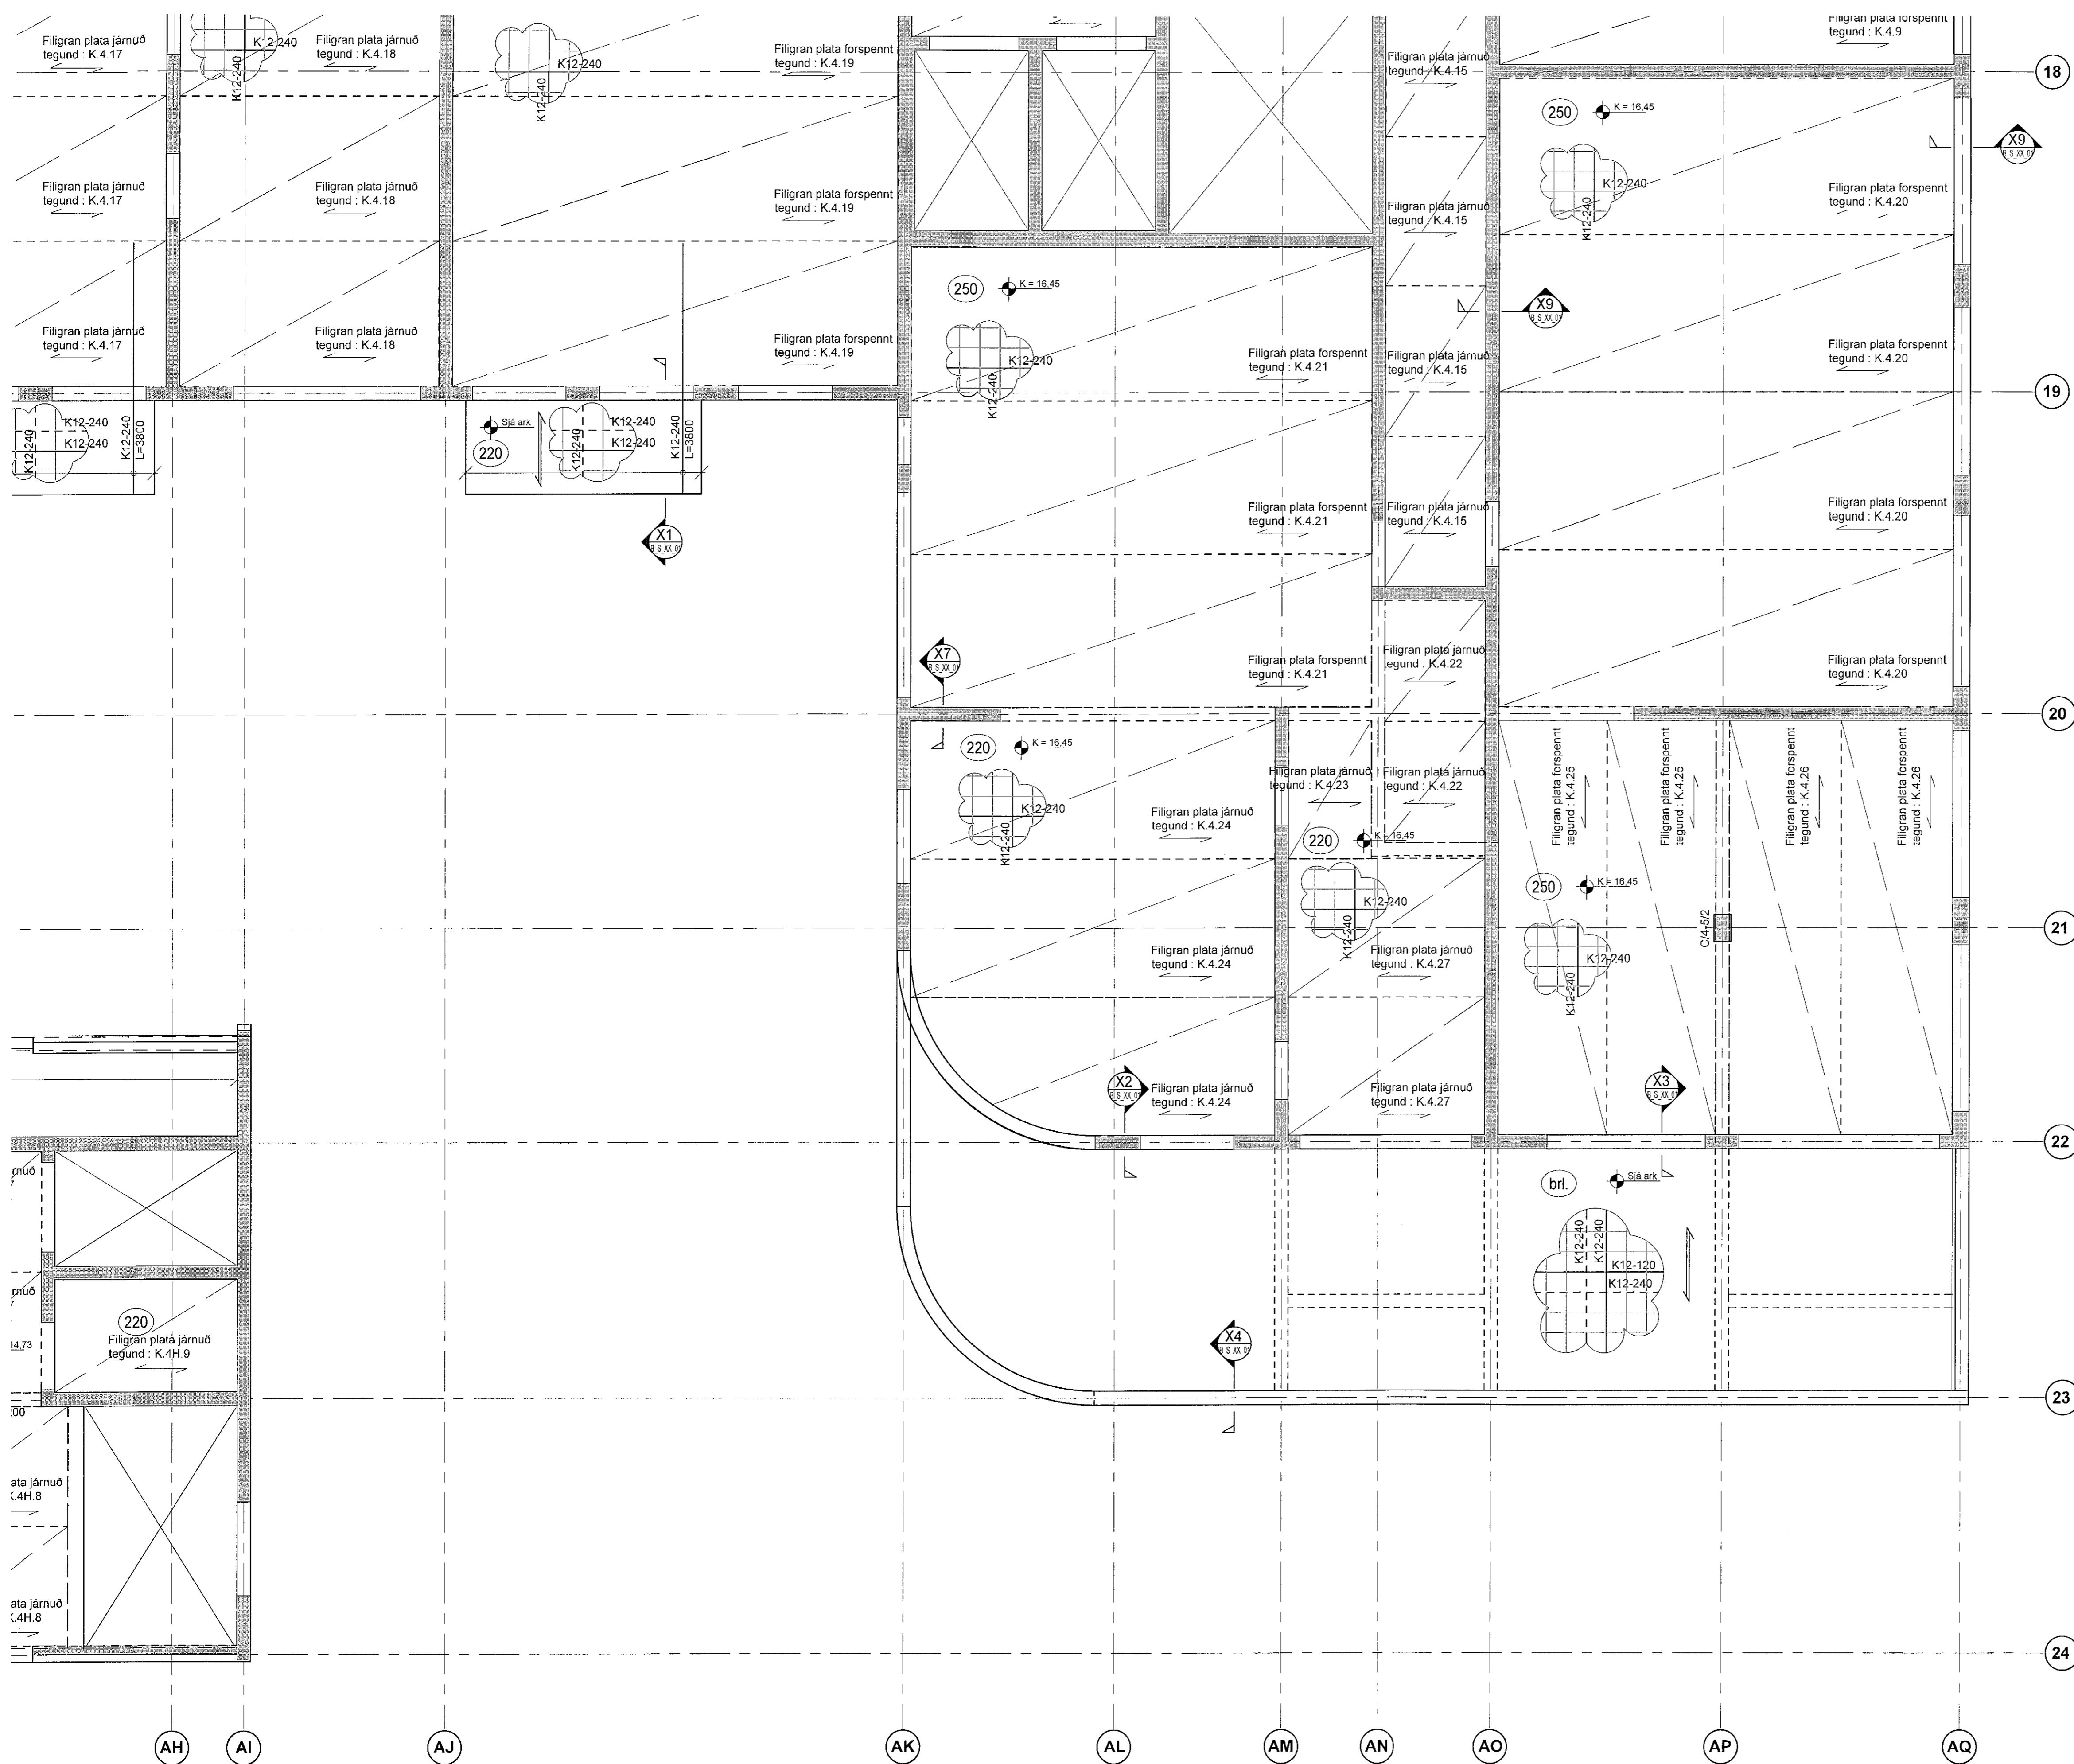 Filigran plata járnuð
tegund : K.4.17
K12-240
K12-240
Filigran plata járnuð
tegund : K.4.18
K12-240
K12-240
Filigran plata forspennt
tegund : K.4.19
Filigran plata járnuð
tegund : K.4.15
Filigran plata forspennt
tegund : K.4.9
18
250
K = 16,45
X9
B_S_XX_01
K12-240
K12-240
Filigran plata járnuð
tegund : K.4.17
Filigran plata járnuð
tegund : K.4.18
Filigran plata forspennt
tegund : K.4.19
Filigran plata járnuð
tegund : K.4.15
Filigran plata forspennt
tegund : K.4.20
250
K = 16,45
X9
B_S_XX_01
Filigran plata járnuð
tegund : K.4.17
Filigran plata járnuð
tegund : K.4.18
Filigran plata forspennt
tegund : K.4.19
K12-240
K12-240
Filigran plata forspennt
tegund : K.4.21
Filigran plata járnuð
tegund : K.4.15
Filigran plata forspennt
tegund : K.4.20
19
K12-240
K12-240
K12-240
K12-240
L=3800
Sjá ark
220
K12-240
K12-240
K12-240
K12-240
L=3800
X1
B_S_XX_01
Filigran plata forspennt
tegund : K.4.21
Filigran plata járnuð
tegund : K.4.15
Filigran plata forspennt
tegund : K.4.20
X7
B_S_XX_01
Filigran plata forspennt
tegund : K.4.21
Filigran plata járnuð
tegund : K.4.22
Filigran plata forspennt
tegund : K.4.20
20
220
K = 16,45
K12-240
K12-240
Filigran plata járnuð
tegund : K.4.24
Filigran plata járnuð
tegund : K.4.23
Filigran plata járnuð
tegund : K.4.22
220
K = 16,45
K12-240
K12-240
Filigran plata forspennt
tegund : K.4.25
Filigran plata forspennt
tegund : K.4.25
Filigran plata forspennt
tegund : K.4.26
Filigran plata forspennt
tegund : K.4.26
250
K = 16,45
C/4-5/2
K12-240
K12-240
21
Filigran plata járnuð
tegund : K.4.24
Filigran plata járnuð
tegund : K.4.27
X2
B_S_XX_01
Filigran plata járnuð
tegund : K.4.24
Filigran plata járnuð
tegund : K.4.27
X3
B_S_XX_01
22
brl.
Sjá ark
K12-240
K12-240
K12-120
K12-240
220
Filigran plata járnuð
tegund : K.4H.9
X4
B_S_XX_01
23
ata járnuð
K.4H.8
ata járnuð
K.4H.8
24
AH
AI
AJ
AK
AL
AM
AN
AO
AP
AQ